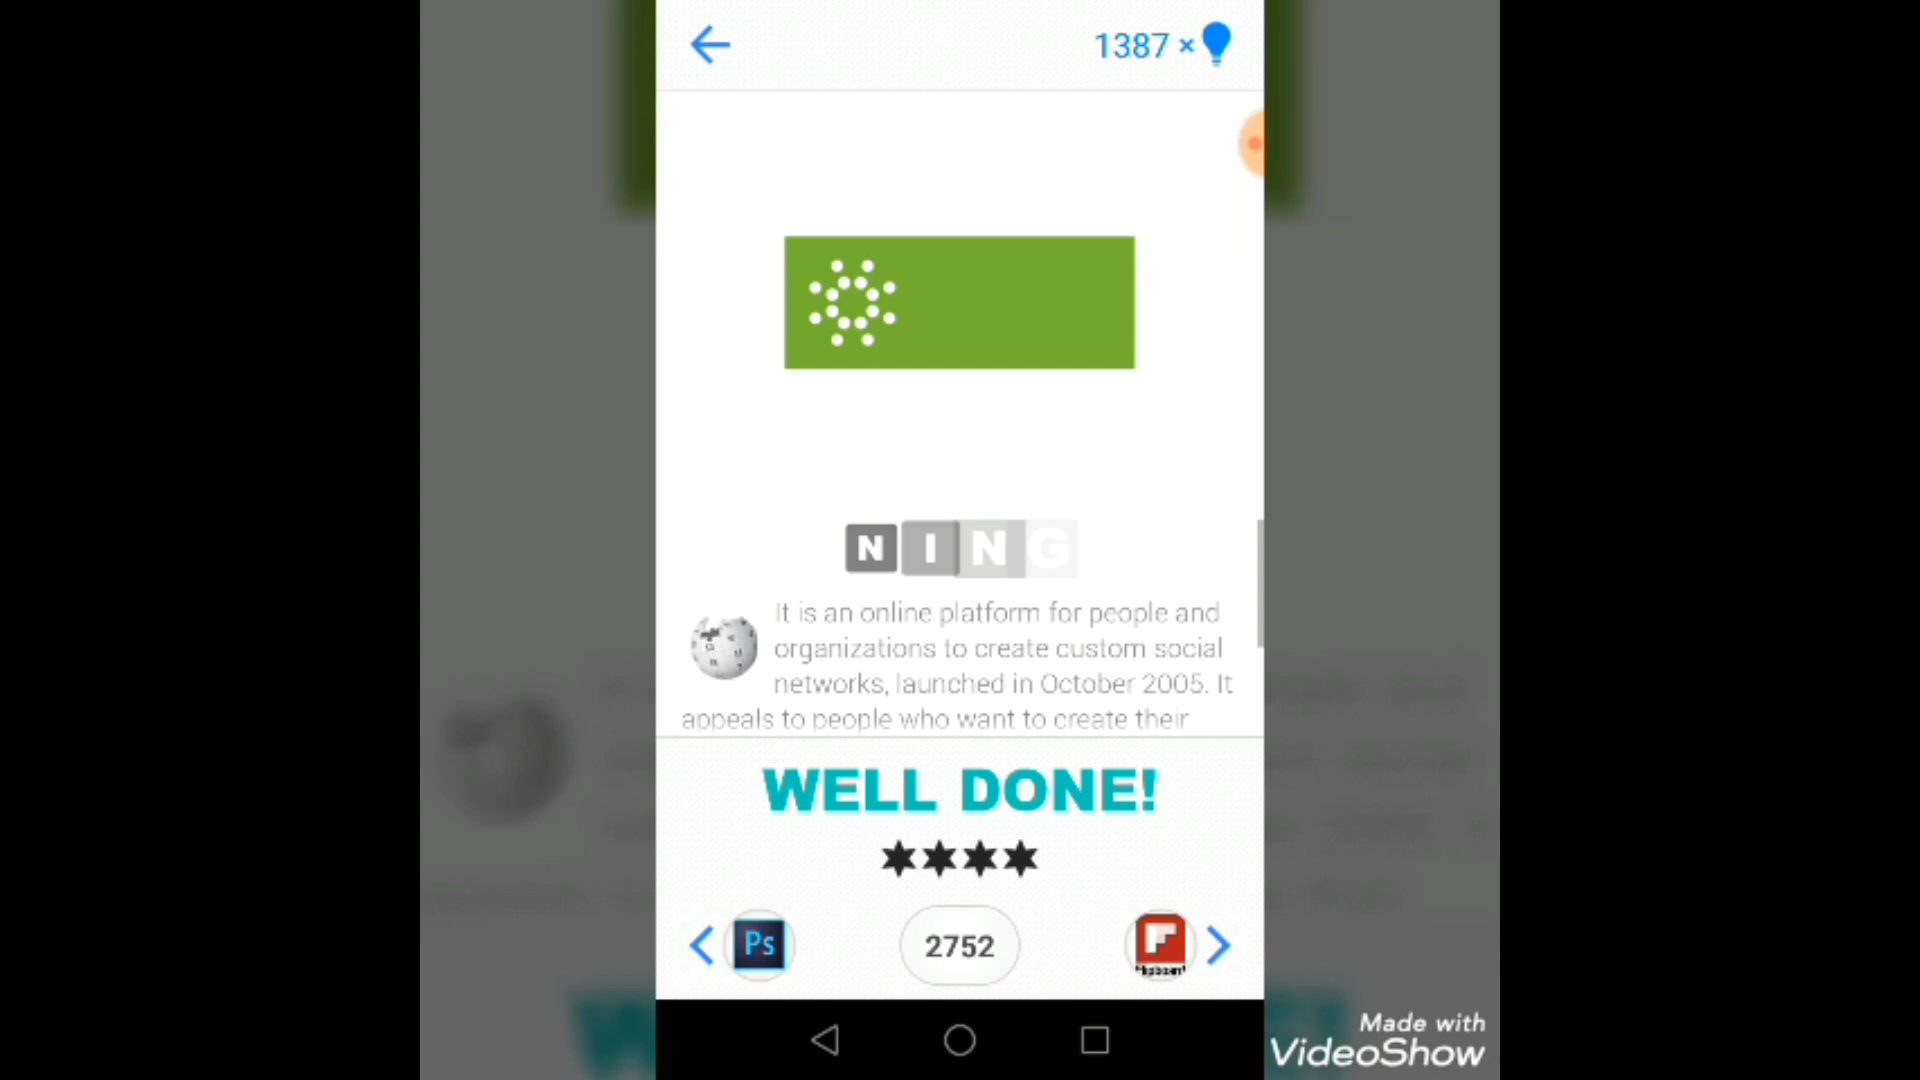 1387 ×
NING
It is an online platform for people and
organizations to create custom social
networks, launched in October 2005. It
appeals to people who want to create their
WELL DONE!
Ps
2752
Flipboard
Made with
VideoShow